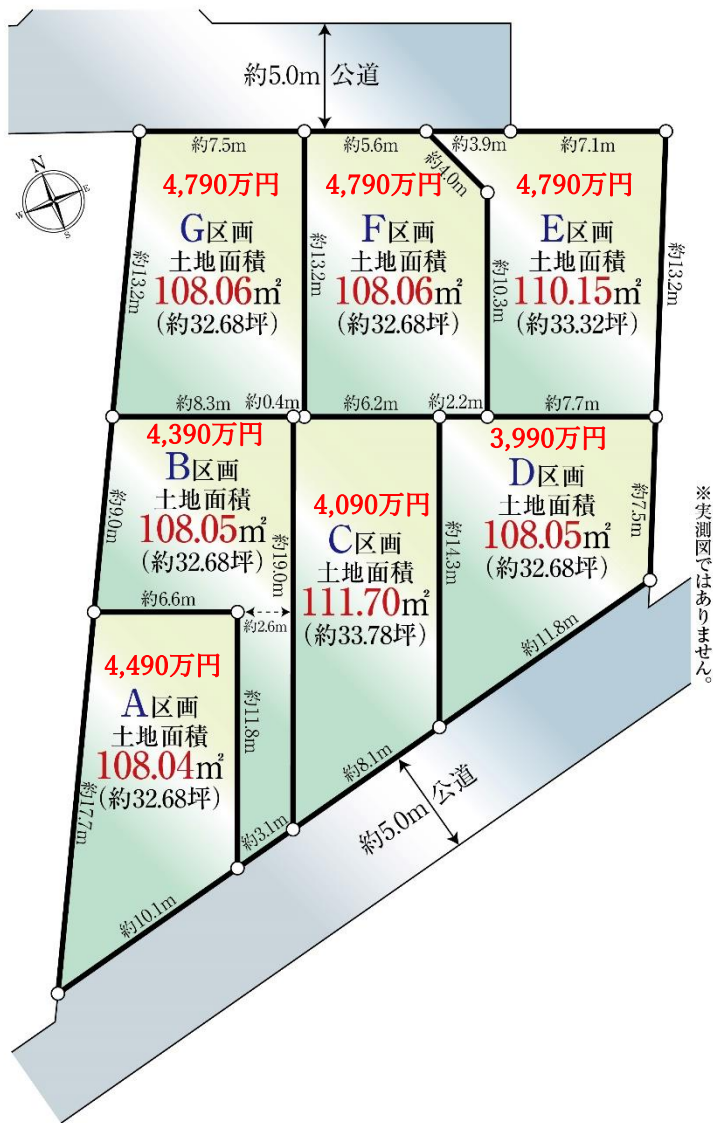 約5.0m 公道
約7.5m
約5.6m
約3.9m
約7.1m
約4.0m
N
E
W
S
4,790万円
G区画
土地面積
108.06㎡
(約32.68坪)
4,790万円
F区画
土地面積
108.06㎡
(約32.68坪)
4,790万円
E区画
土地面積
110.15㎡
(約33.32坪)
約13.2m
約13.2m
約10.3m
約13.2m
約8.3m
約0.4m
約6.2m
約2.2m
約7.7m
4,390万円
B区画
土地面積
108.05㎡
(約32.68坪)
4,090万円
C区画
土地面積
111.70㎡
(約33.78坪)
3,990万円
D区画
土地面積
108.05㎡
(約32.68坪)
約9.0m
約19.0m
約14.3m
約7.5m
約6.6m
約2.6m
約11.8m
4,490万円
A区画
土地面積
108.04㎡
(約32.68坪)
約17.7m
約11.8m
約8.1m
約3.1m
約10.1m
約5.0m 公道
※実測図ではありません。